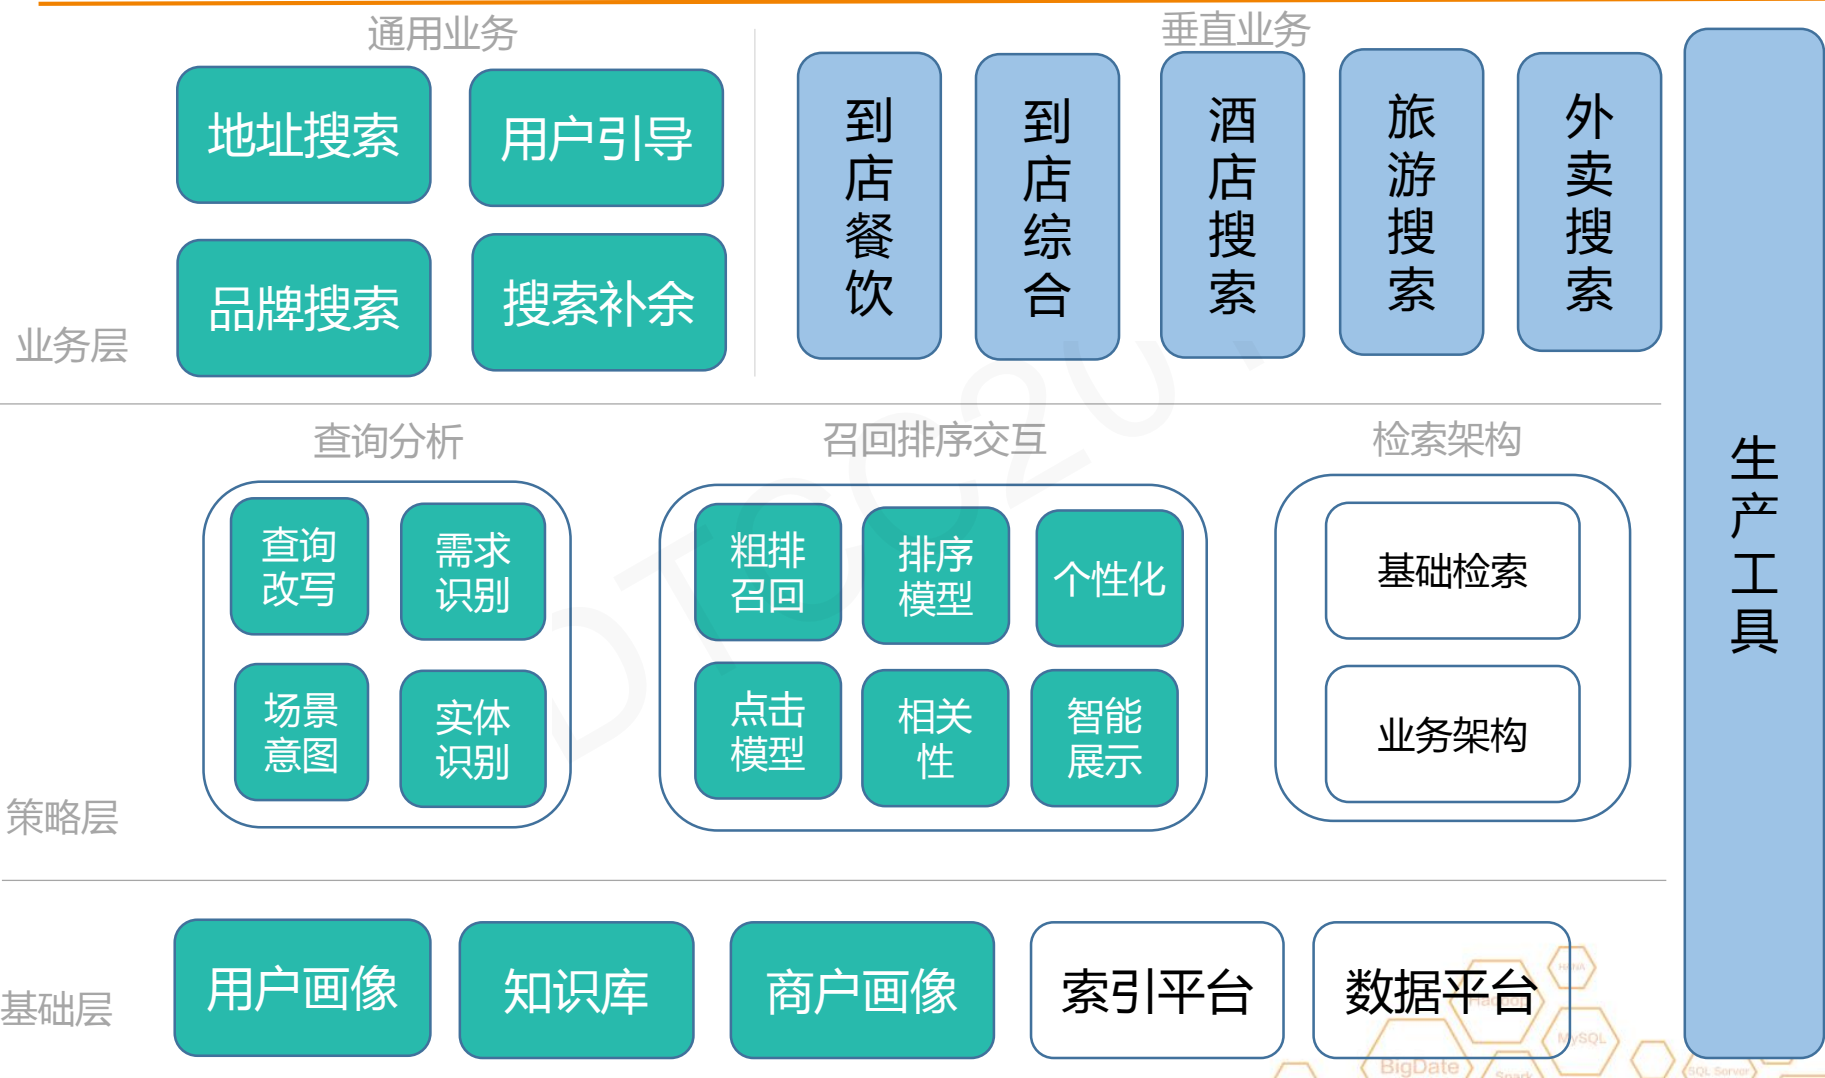 通用业务
垂直业务
地址搜索
用户引导
品牌搜索
搜索补余
到店餐饮
到店综合
酒店搜索
旅游搜索
外卖搜索
生产工具
业务层
查询分析
召回排序交互
检索架构
查询
改写
需求
识别
场景
意图
实体
识别
粗排
召回
排序
模型
个性化
点击
模型
相关
性
智能
展示
基础检索
业务架构
策略层
基础层
用户画像
知识库
商户画像
索引平台
数据平台
HANA
Hadoop
MySQL
BigDate
Spark
SQL Server